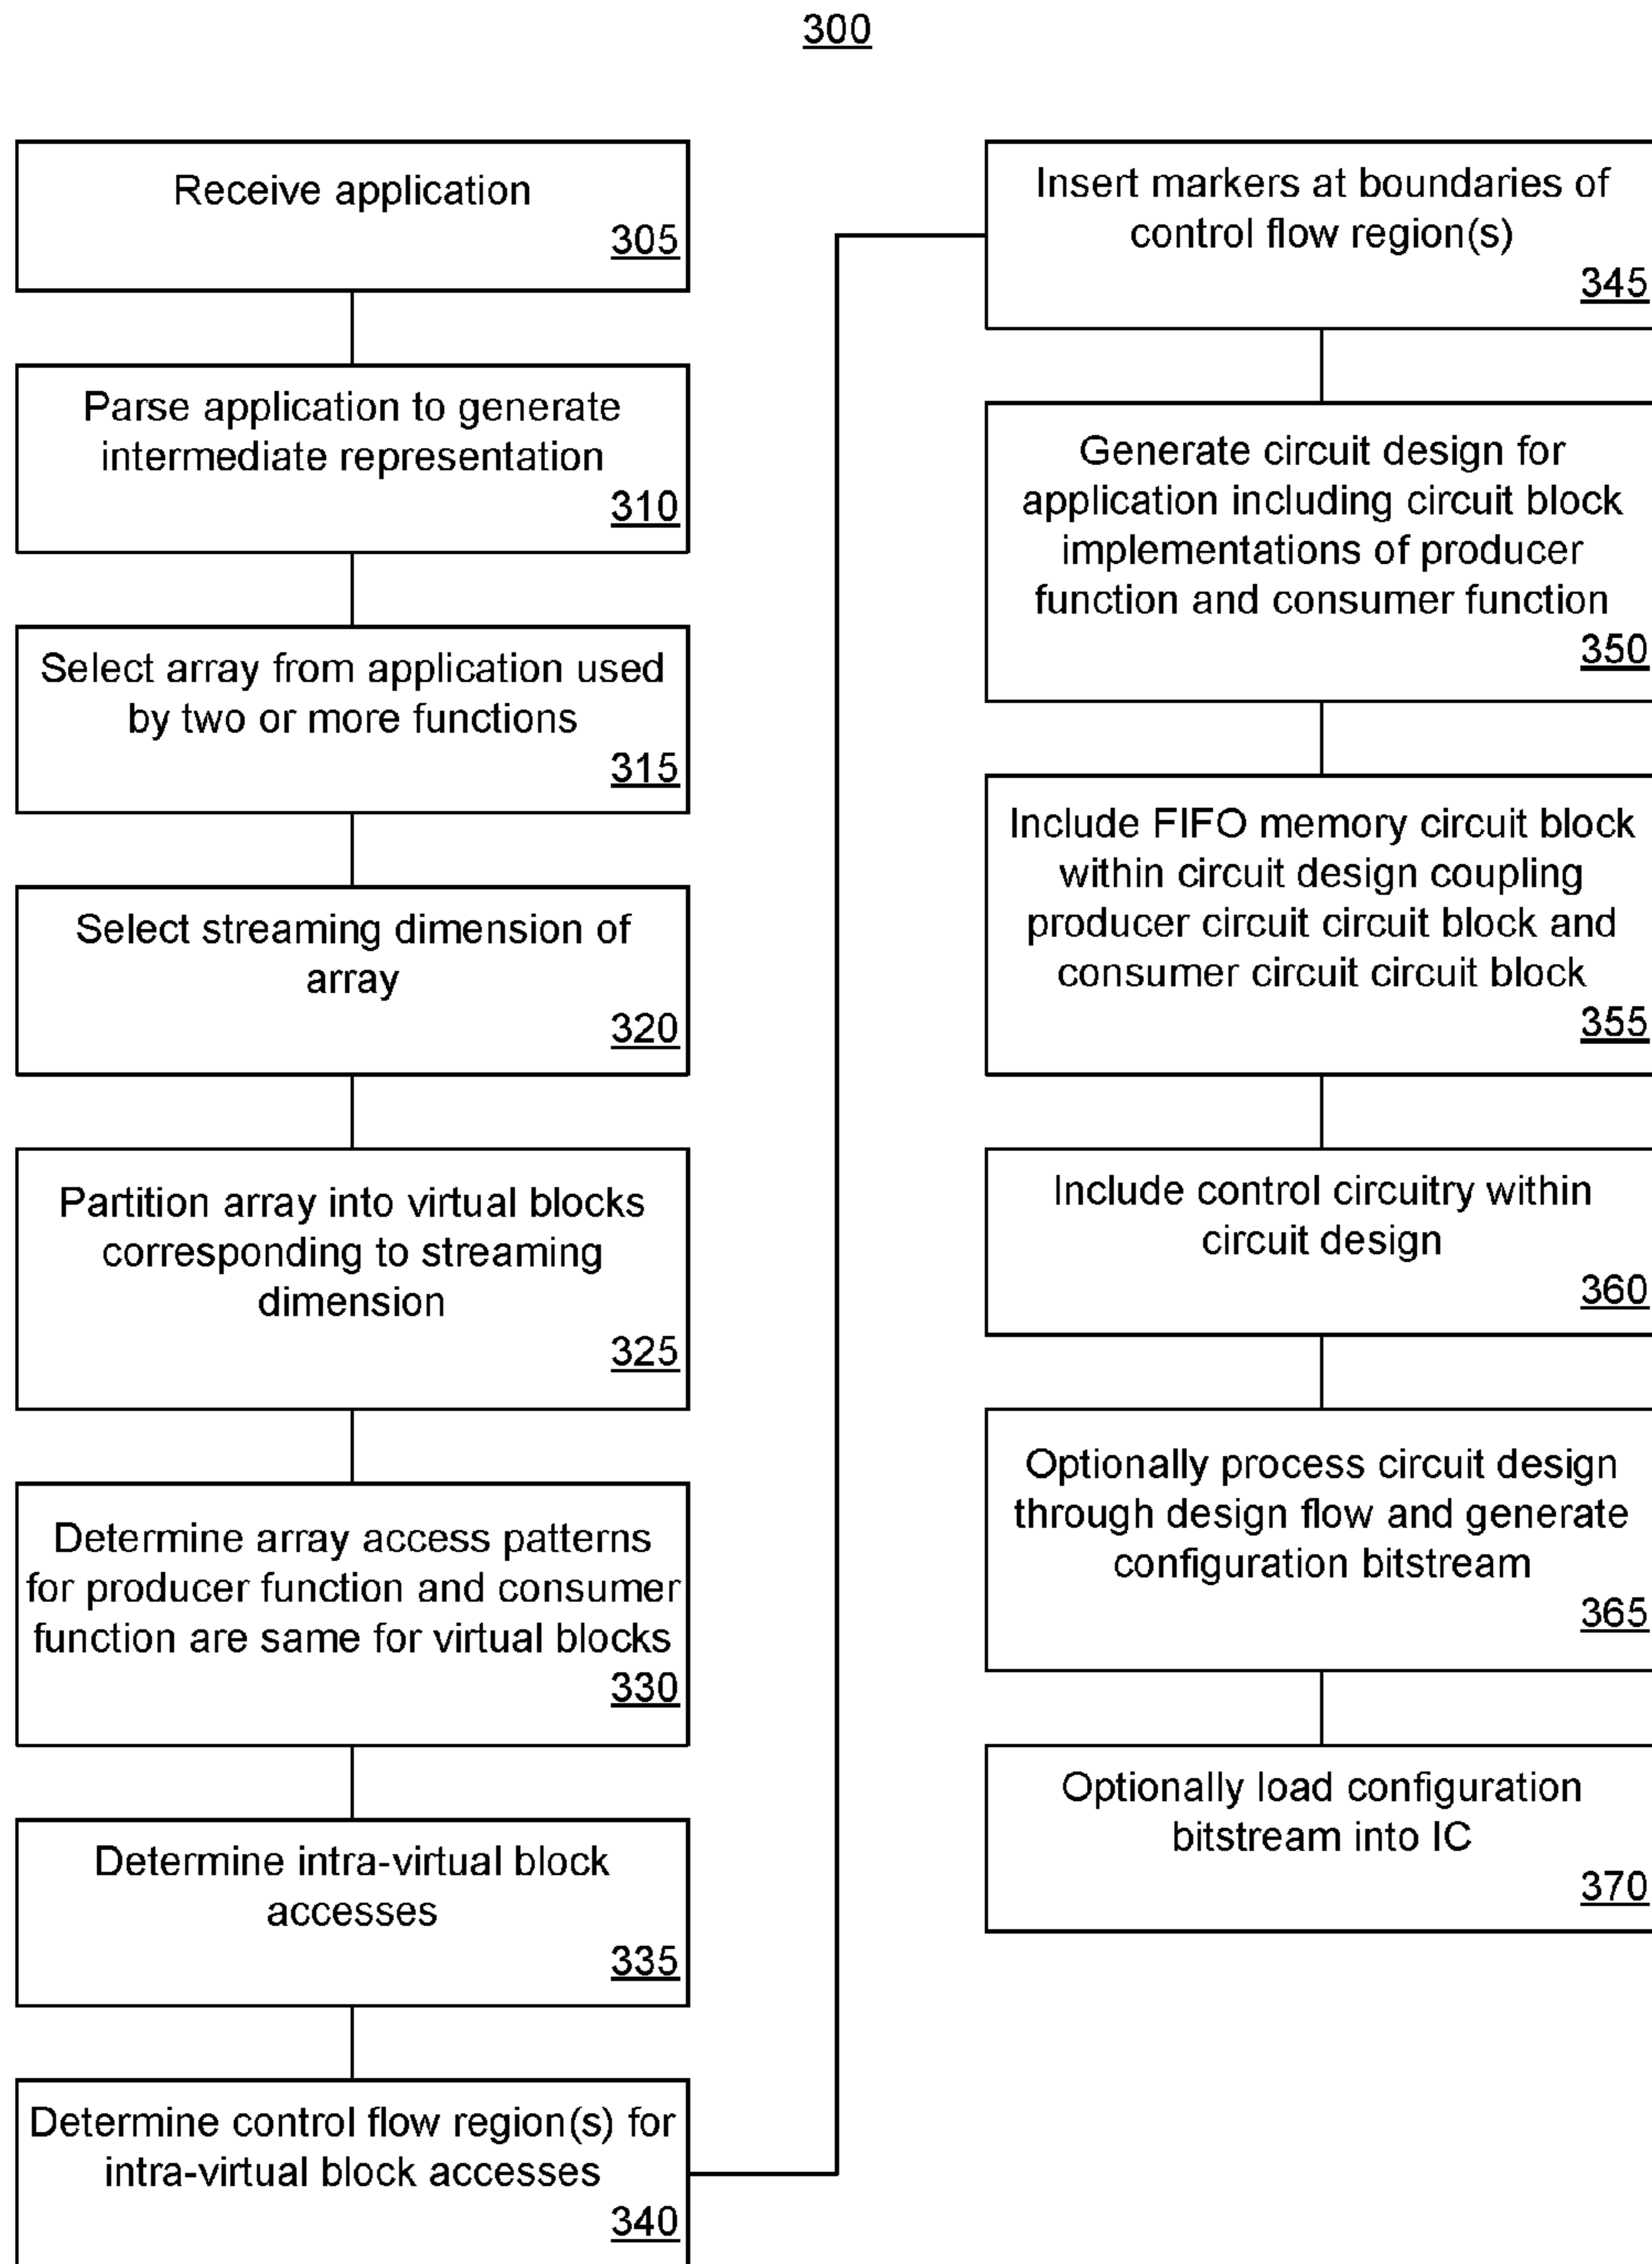 300
Receive application
305
Parse application to generate
intermediate representation
310
Select array from application used
by two or more functions
315
Select streaming dimension of
array
320
Partition array into virtual blocks
corresponding to streaming
dimension
325
Determine array access patterns
for producer function and consumer
function are same for virtual blocks
330
Determine intra-virtual block
accesses
335
Determine control flow region(s) for
intra-virtual block accesses
340
Insert markers at boundaries of
control flow region(s)
345
Generate circuit design for
application including circuit block
implementations of producer
function and consumer function
350
Include FIFO memory circuit block
within circuit design coupling
producer circuit circuit block and
consumer circuit circuit block
355
Include control circuitry within
circuit design
360
Optionally process circuit design
through design flow and generate
configuration bitstream
365
Optionally load configuration
bitstream into IC
370